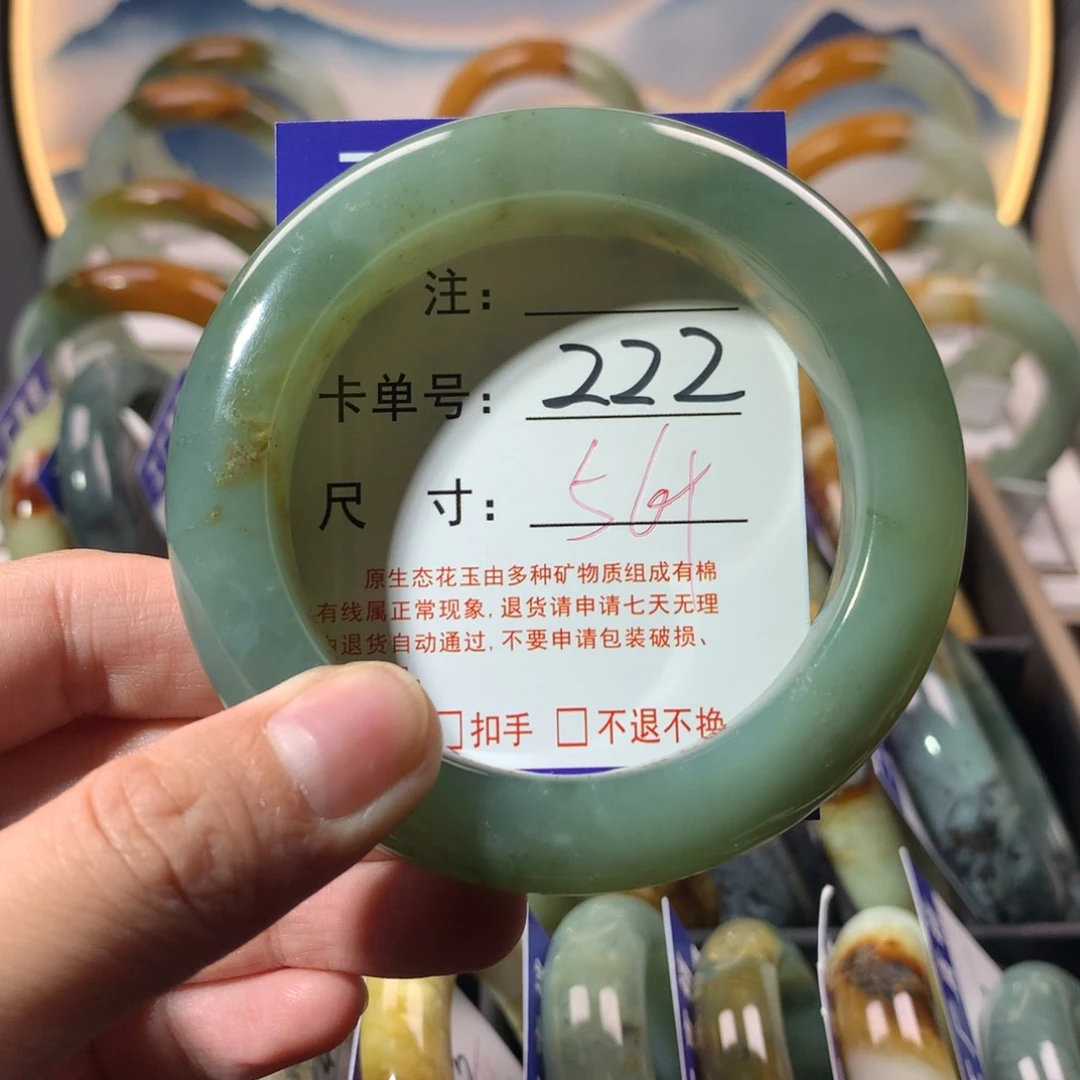 注：
卡单号：222
尺 寸：
原生态花玉由多种矿物质组成有棉
有线属正常现象,退货请申请七天无理
由退货自动通过,不要申请包装破损、
□扣手 □不退不换